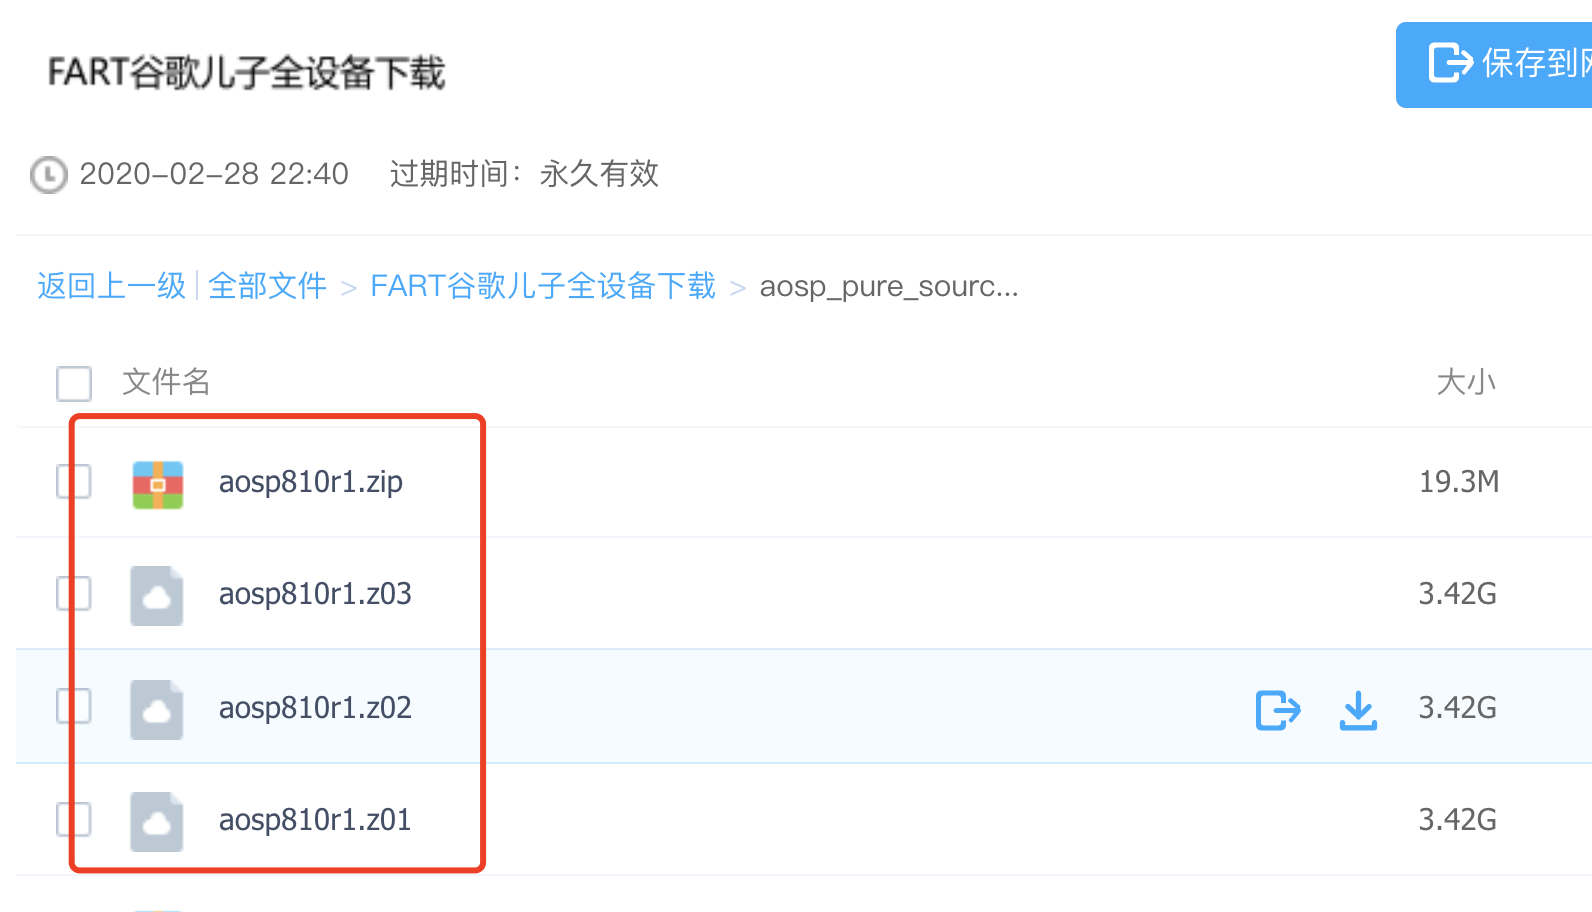 FART谷歌儿子全设备下载
保存到
2020-02-28 22:40 过期时间：永久有效
返回上一级 | 全部文件 > FART谷歌儿子全设备下载 > aosp_pure_sourc...
文件名 大小
aosp810r1.zip 19.3M
aosp810r1.z03 3.42G
aosp810r1.z02 3.42G
aosp810r1.z01 3.42G